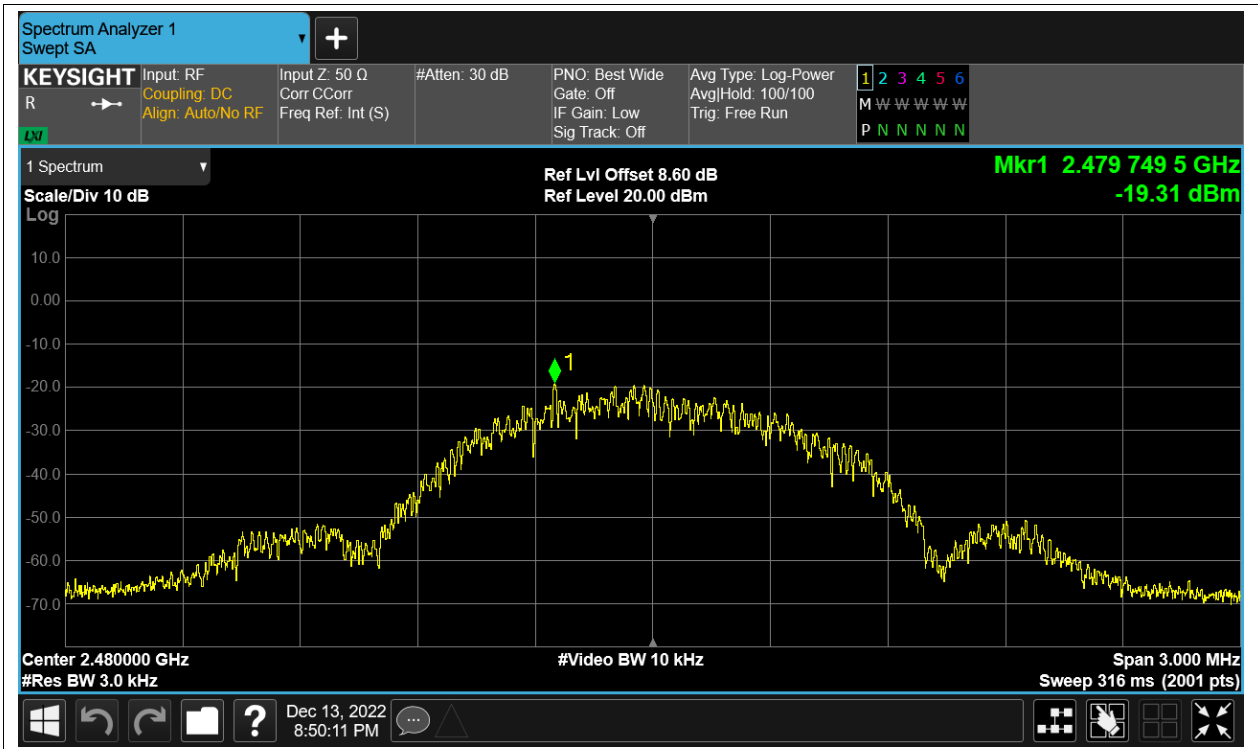 Spectrum Analyzer 1
Swept SA
KEYSIGHT
R
LXI
Input: RF
Coupling: DC
Align: Auto/No RF
Input Z: 50 Ω
Corr CCorr
Freq Ref: Int (S)
#Atten: 30 dB
PNO: Best Wide
Gate: Off
IF Gain: Low
Sig Track: Off
Avg Type: Log-Power
Avg|Hold: 100/100
Trig: Free Run
1 2 3 4 5 6
M W W W W W W
P N N N N N N
1 Spectrum
Scale/Div 10 dB
Log
Ref Lvl Offset 8.60 dB
Ref Level 20.00 dBm
Mkr1 2.479 749 5 GHz
-19.31 dBm
10.0
0.00
-10.0
1
-20.0
-30.0
-40.0
-50.0
-60.0
-70.0
Center 2.480000 GHz
#Video BW 10 kHz
Span 3.000 MHz
#Res BW 3.0 kHz
Sweep 316 ms (2001 pts)
?
Dec 13, 2022
8:50:11 PM